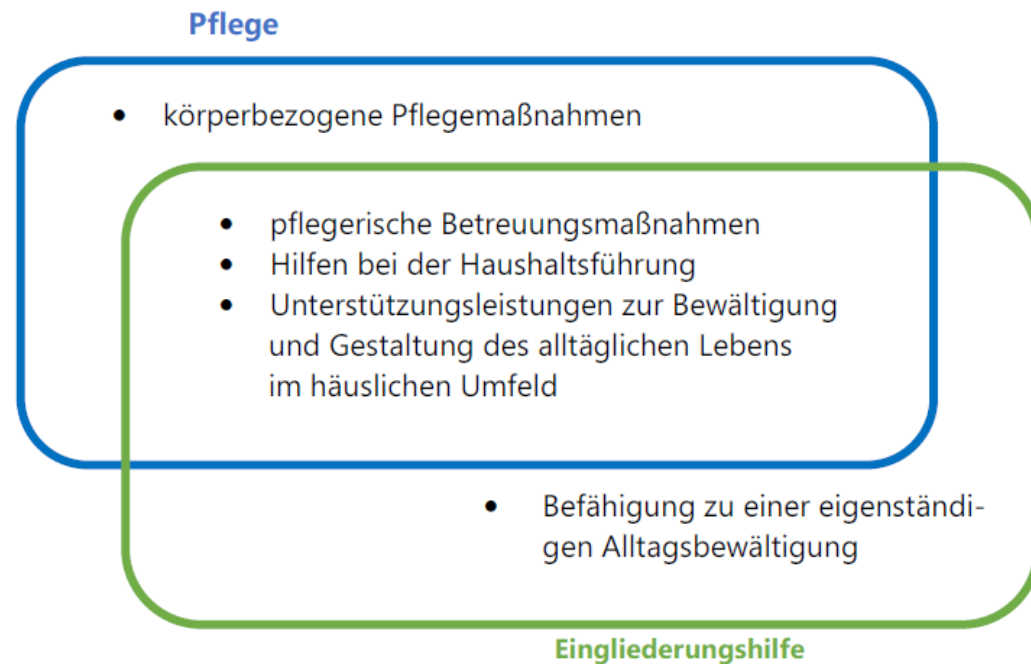 Pflege
• körperbezogene Pflegemaßnahmen
• pflegerische Betreuungsmaßnahmen
• Hilfen bei der Haushaltsführung
• Unterstützungsleistungen zur Bewältigung
und Gestaltung des alltäglichen Lebens
im häuslichen Umfeld
• Befähigung zu einer eigenständi-
gen Alltagsbewältigung
Eingliederungshilfe